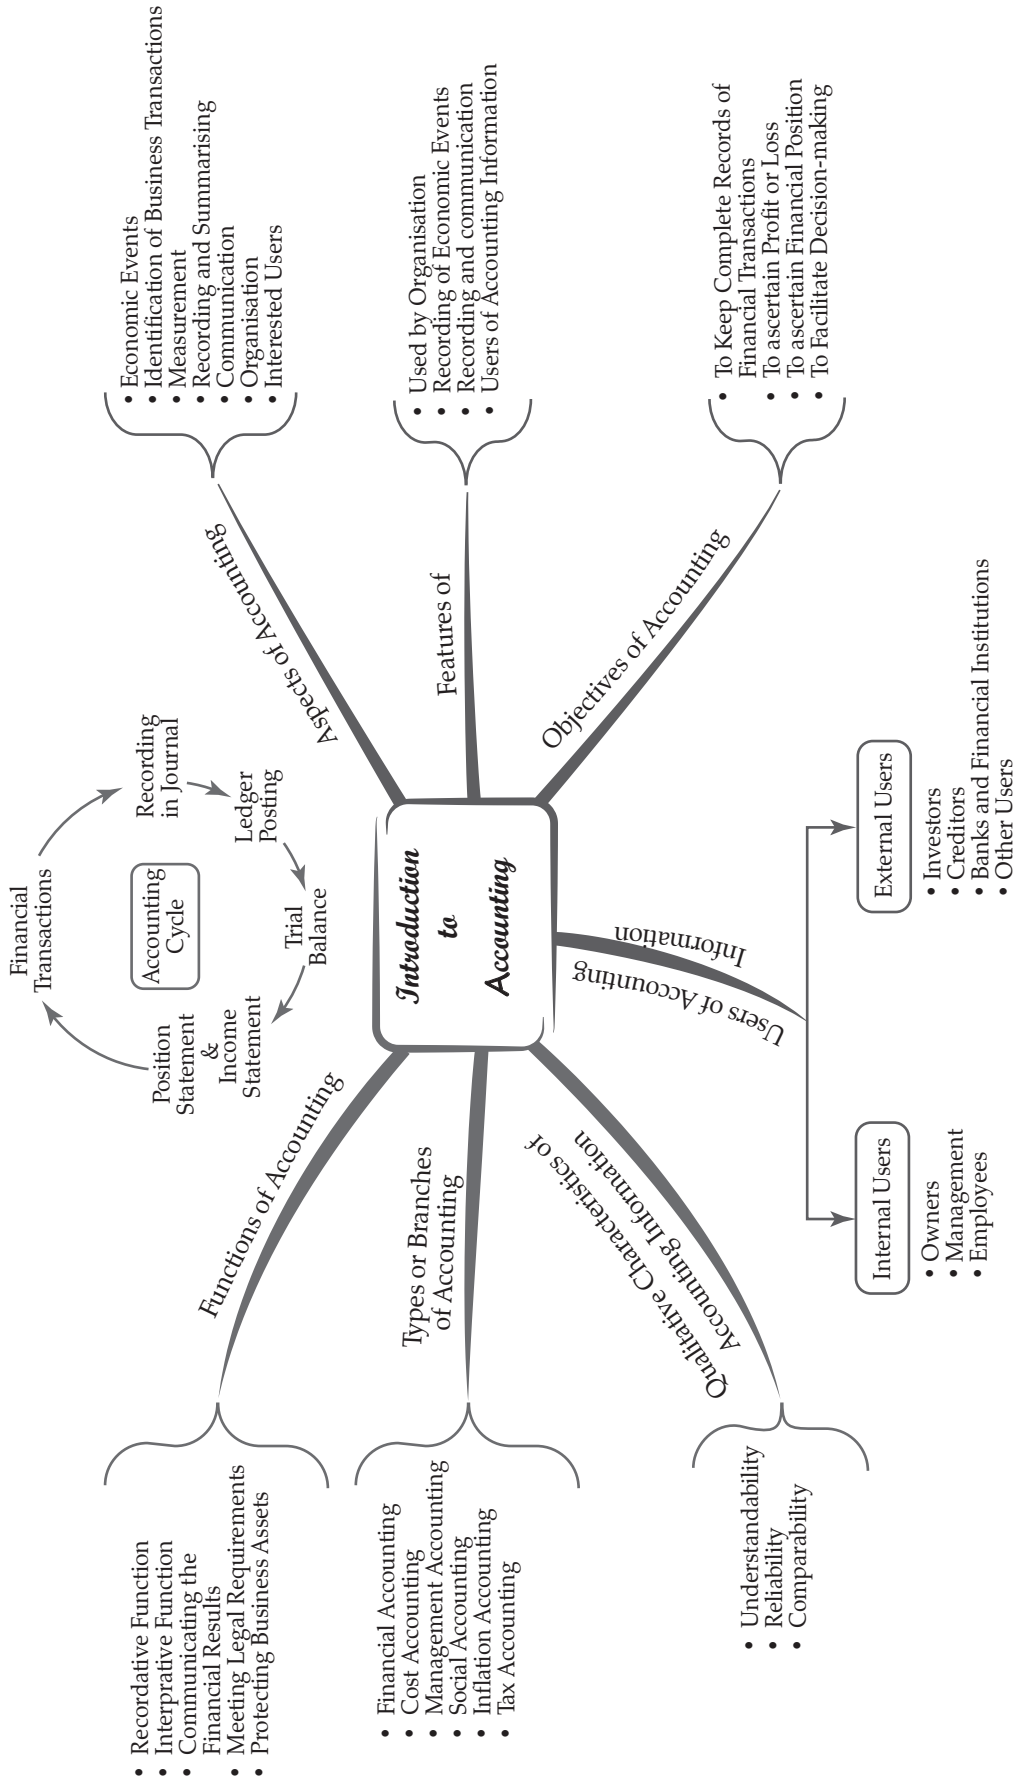 Introduction
to
Accounting
Accounting
Cycle
Financial
Transactions
Recording
in Journal
Ledger
Posting
Trial
Balance
Position
Statement
&
Income
Statement
Functions of Accounting
• Recordative Function
• Interprative Function
• Communicating the
Financial Results
• Meeting Legal Requirements
• Protecting Business Assets
Types or Branches
of Accounting
• Financial Accounting
• Cost Accounting
• Management Accounting
• Social Accounting
• Inflation Accounting
• Tax Accounting
Qualitative Characteristics of
Accounting Information
• Understandability
• Reliability
• Comparability
Users of Accounting
Information
Internal Users
• Owners
• Management
• Employees
External Users
• Investors
• Creditors
• Banks and Financial Institutions
• Other Users
Aspects of Accounting
• Economic Events
• Identification of Business Transactions
• Measurement
• Recording and Summarising
• Communication
• Organisation
• Interested Users
Features of
• Used by Organisation
• Recording of Economic Events
• Recording and communication
• Users of Accounting Information
Objectives of Accounting
• To Keep Complete Records of
Financial Transactions
• To ascertain Profit or Loss
• To ascertain Financial Position
• To Facilitate Decision-making